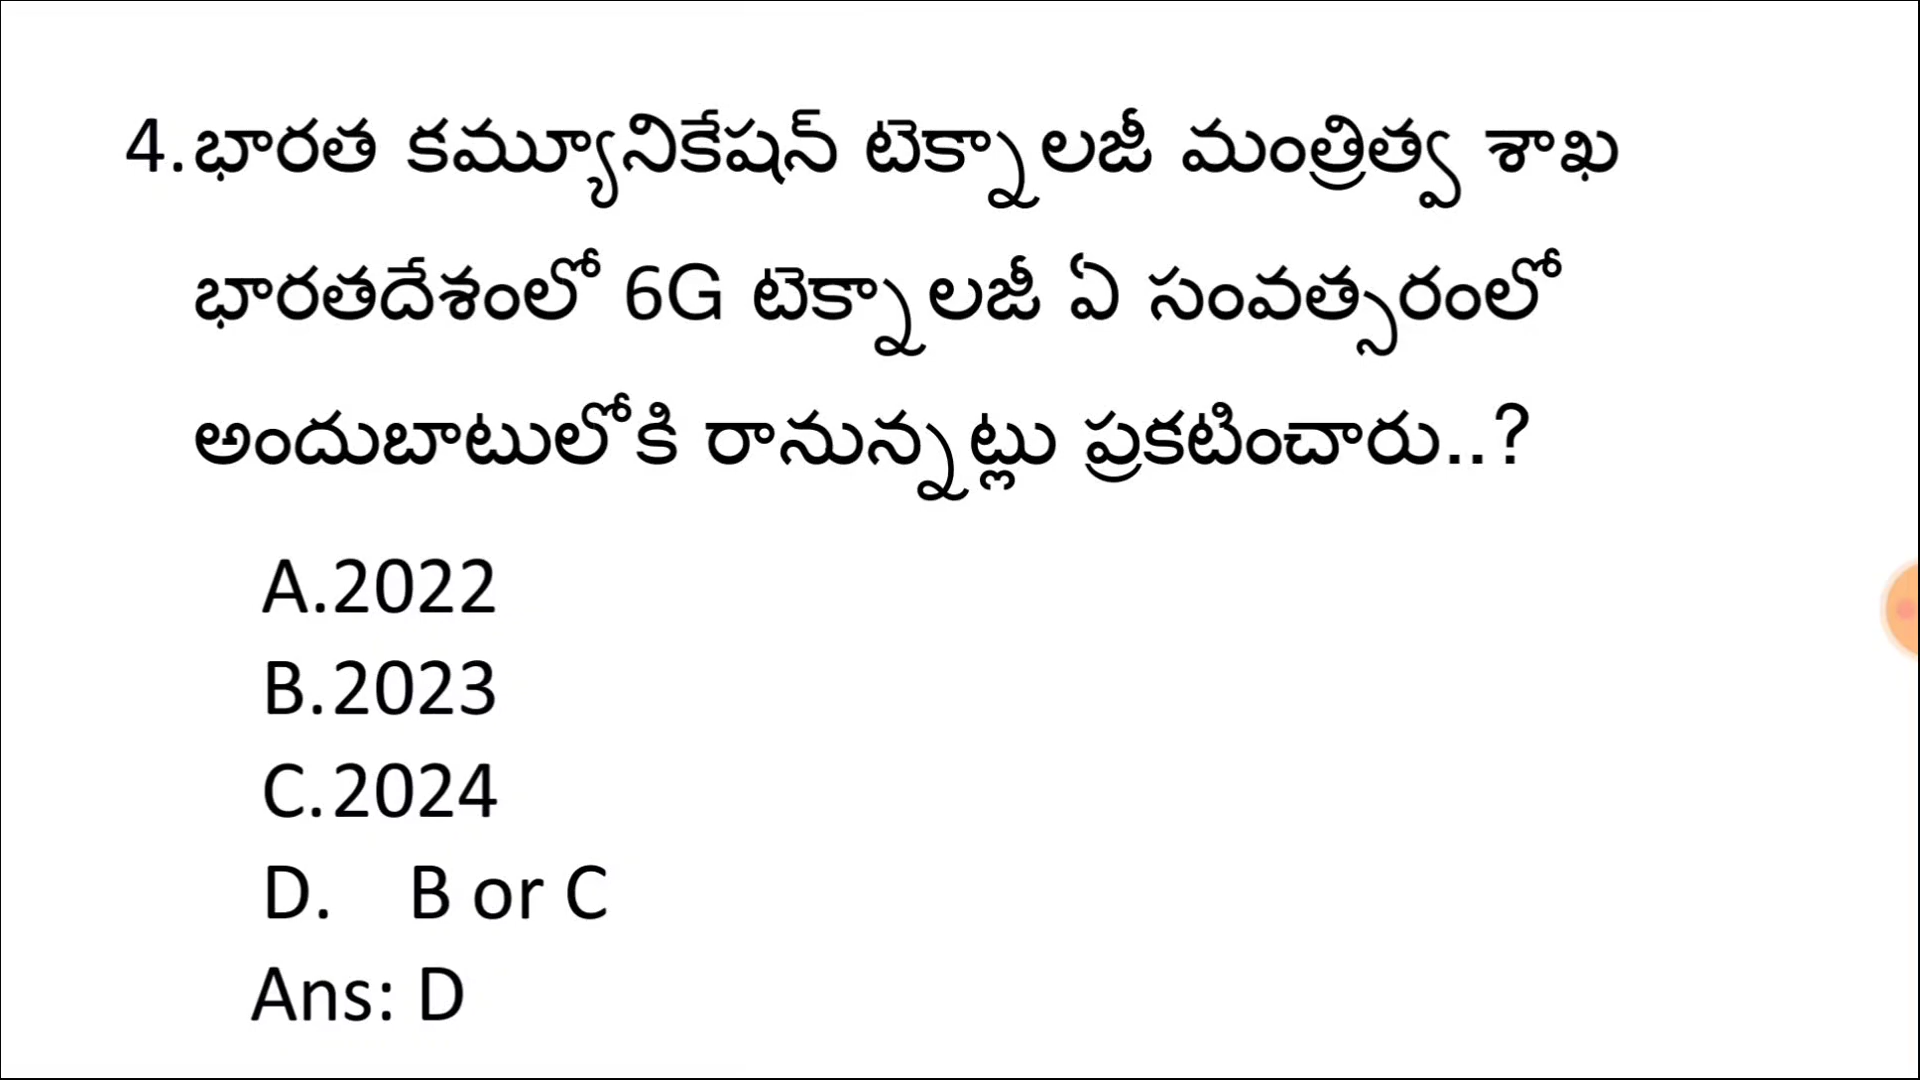 4.భారత కమ్యూనికేషన్ టెక్నాలజీ మంత్రిత్వ శాఖ
భారతదేశంలో 6G టెక్నాలజీ ఏ సంవత్సరంలో
అందుబాటులోకి రానున్నట్లు ప్రకటించారు..?
A.2022
B.2023
C.2024
D. B or C
Ans: D